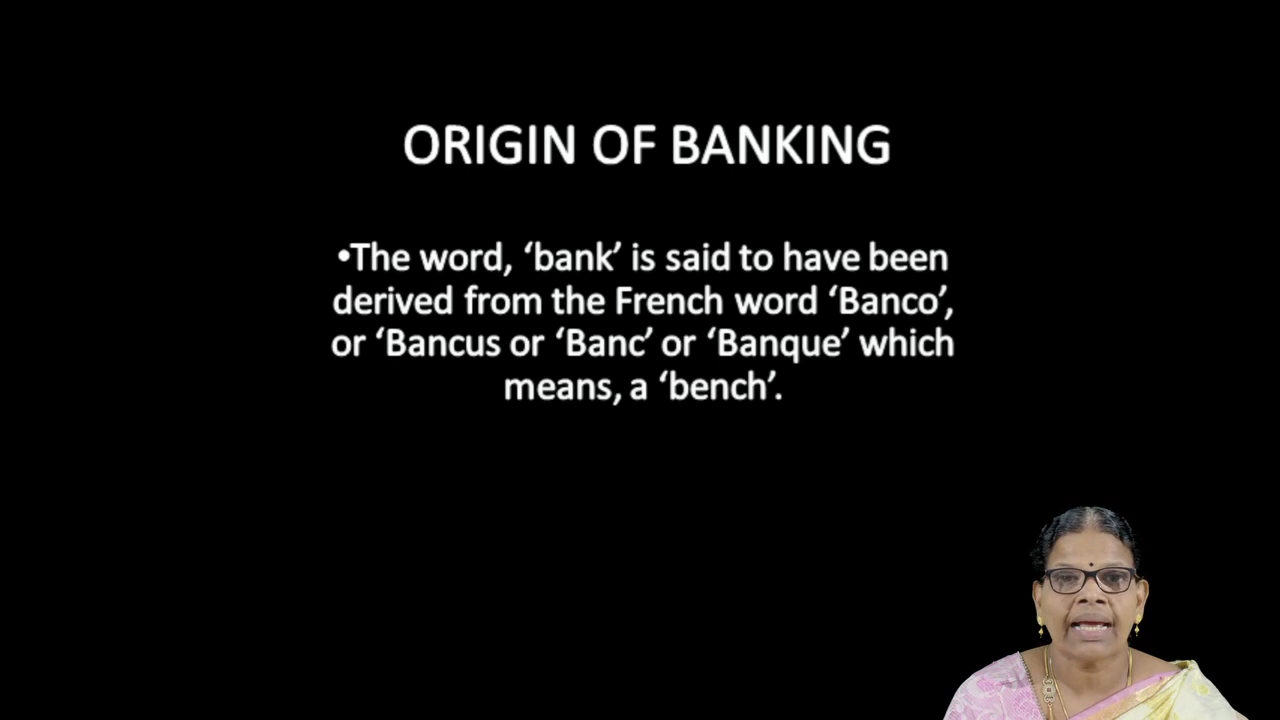 ORIGIN OF BANKING
•The word, ‘bank’ is said to have been
derived from the French word ‘Banco’,
or ‘Bancus or ‘Banc’ or ‘Banque’ which
means, a ‘bench’.